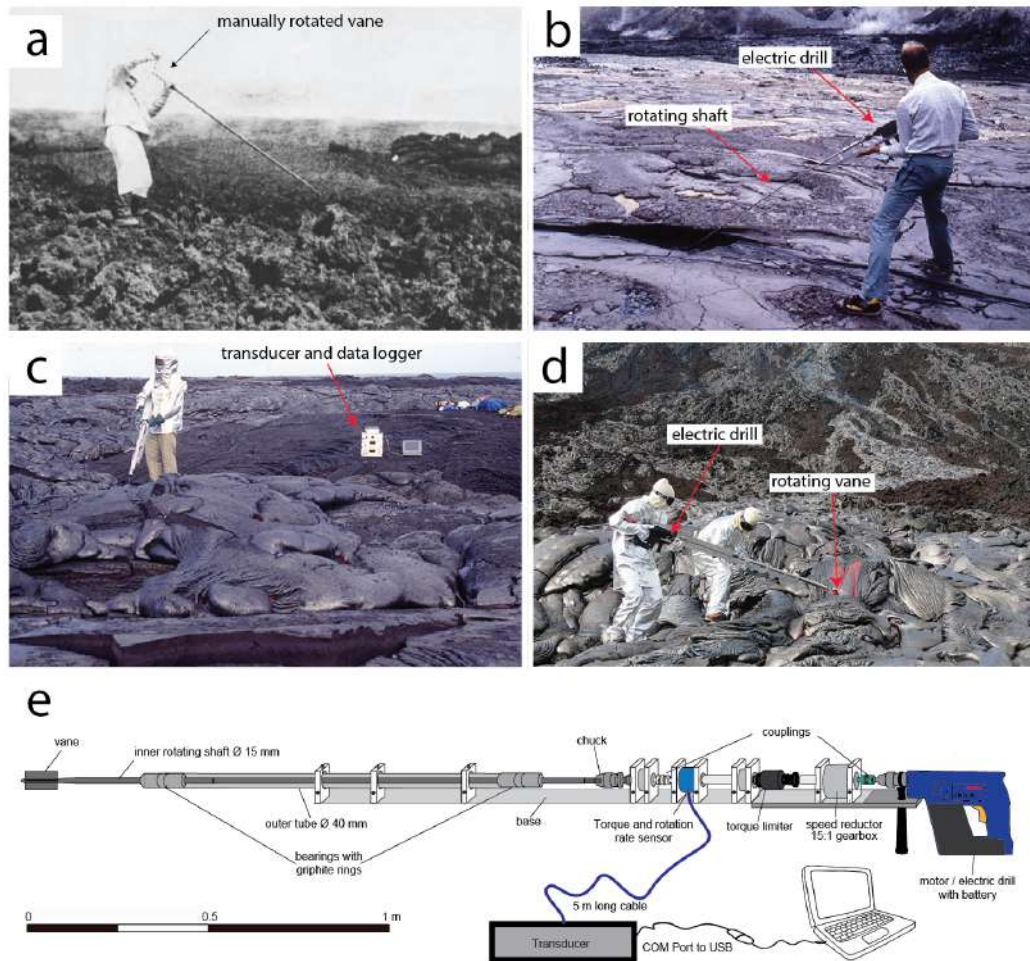 a
manually rotated vane
b
electric drill
rotating shaft
c
transducer and data logger
d
electric drill
rotating vane
e
vane
inner rotating shaft Ø 15 mm
chuck
couplings
outer tube Ø 40 mm
base
Torque and rotation
rate sensor
torque limiter
speed reductor
15:1 gearbox
bearings with
griphite rings
motor / electric drill
with battery
5 m long cable
0
0.5
1 m
Transducer
COM Port to USB